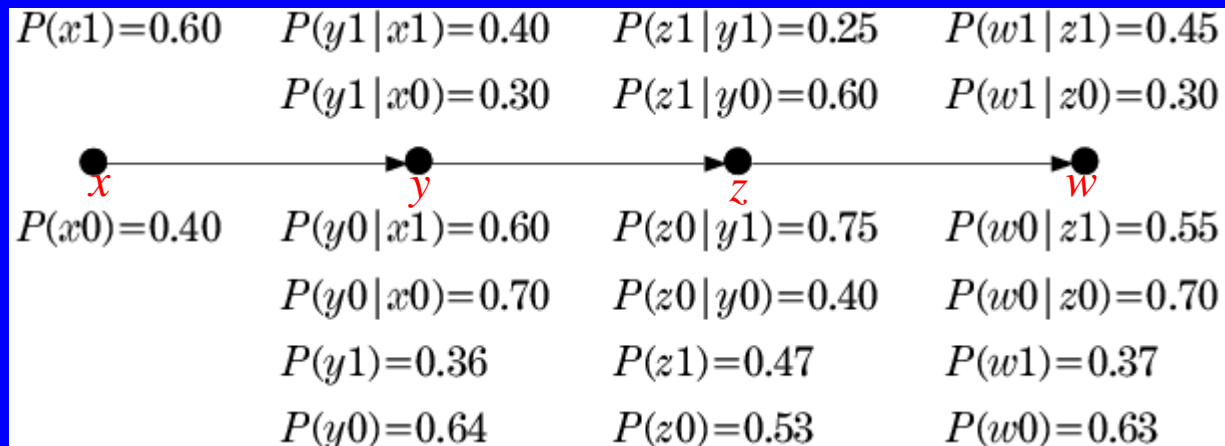 P(x1)=0.60 P(y1|x1)=0.40 P(z1|y1)=0.25 P(w1|z1)=0.45
P(y1|x0)=0.30 P(z1|y0)=0.60 P(w1|z0)=0.30
x y z w
P(x0)=0.40 P(y0|x1)=0.60 P(z0|y1)=0.75 P(w0|z1)=0.55
P(y0|x0)=0.70 P(z0|y0)=0.40 P(w0|z0)=0.70
P(y1)=0.36 P(z1)=0.47 P(w1)=0.37
P(y0)=0.64 P(z0)=0.53 P(w0)=0.63